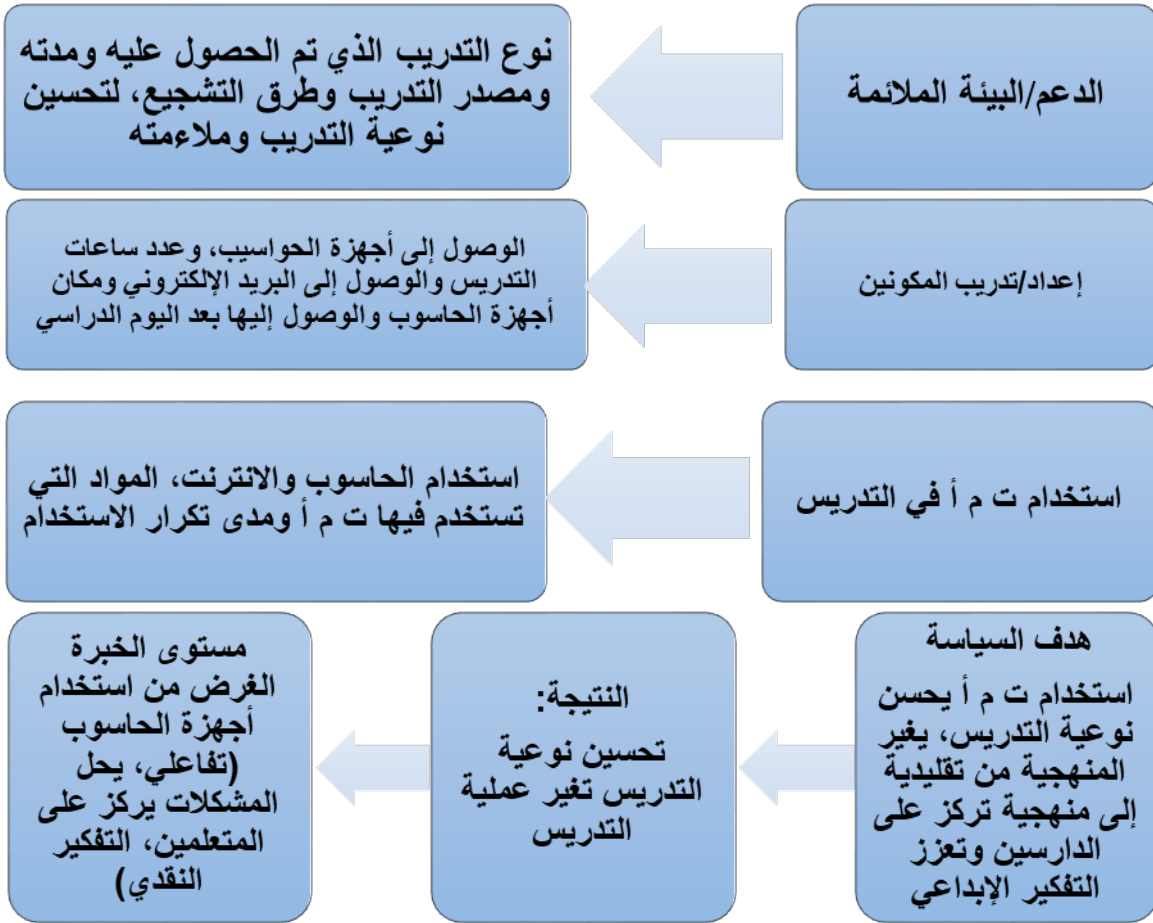 الدعم/البيئة الملائمة
نوع التدريب الذي تم الحصول عليه ومدته
ومصدر التدريب وطرق التشجيع، لتحسين
نوعية التدريب وملاءمته
إعداد/تدريب المكونين
الوصول إلى أجهزة الحواسيب، وعدد ساعات
التدريس والوصول إلى البريد الإلكتروني ومكان
أجهزة الحاسوب والوصول إليها بعد اليوم الدراسي
استخدام ت م أ في التدريس
استخدام الحاسوب والانترنت، المواد التي
تستخدم فيها ت م أ ومدى تكرار الاستخدام
هدف السياسة
استخدام ت م أ يحسن
نوعية التدريس، يغير
المنهجية من تقليدية
إلى منهجية تركز على
الدارسين وتعزز
التفكير الإبداعي
النتيجة:
تحسين نوعية
التدريس تغير عملية
التدريس
مستوى الخبرة
الغرض من استخدام
أجهزة الحاسوب
(تفاعلي، يحل
المشكلات يركز على
المتعلمين، التفكير
النقدي)